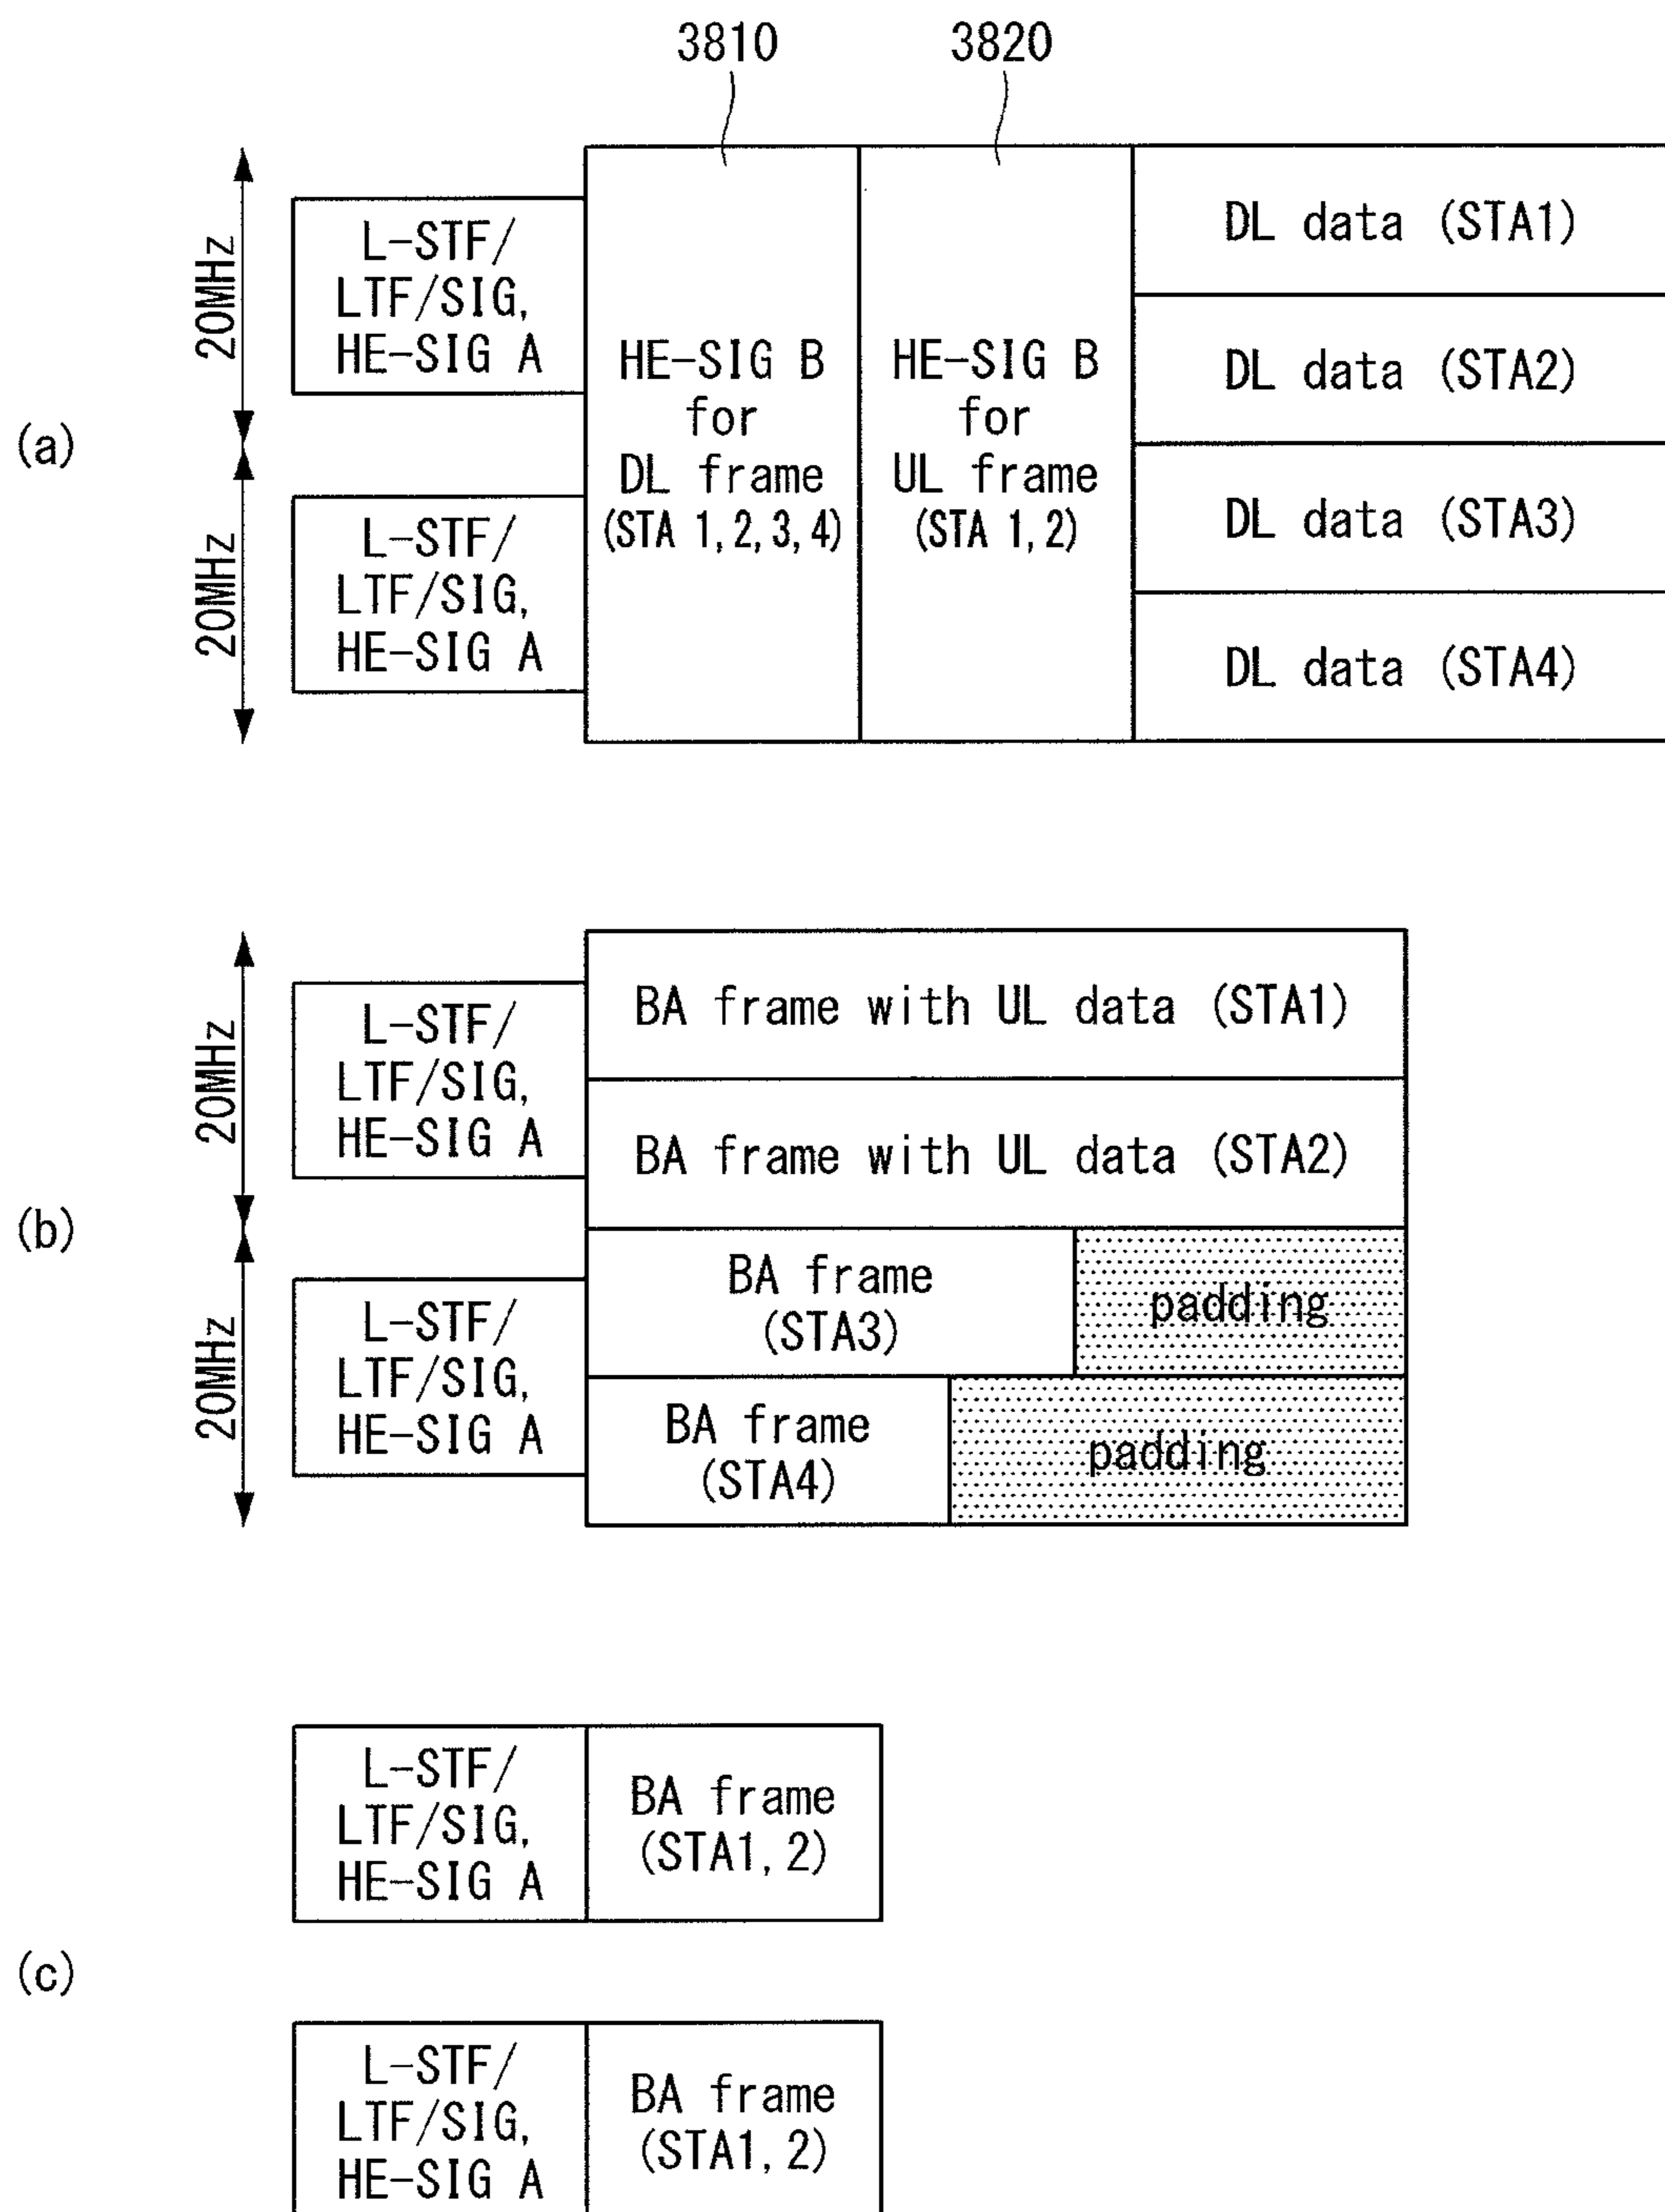 3810
3820
(a)
20MHz
20MHz
L-STF/
LTF/SIG,
HE-SIG A
L-STF/
LTF/SIG,
HE-SIG A
HE-SIG B
for
DL frame
(STA 1,2,3,4)
HE-SIG B
for
UL frame
(STA 1,2)
DL data (STA1)
DL data (STA2)
DL data (STA3)
DL data (STA4)
(b)
20MHz
20MHz
L-STF/
LTF/SIG,
HE-SIG A
L-STF/
LTF/SIG,
HE-SIG A
BA frame with UL data (STA1)
BA frame with UL data (STA2)
BA frame
(STA3)
padding
BA frame
(STA4)
padding
(c)
L-STF/
LTF/SIG,
HE-SIG A
BA frame
(STA1,2)
L-STF/
LTF/SIG,
HE-SIG A
BA frame
(STA1,2)